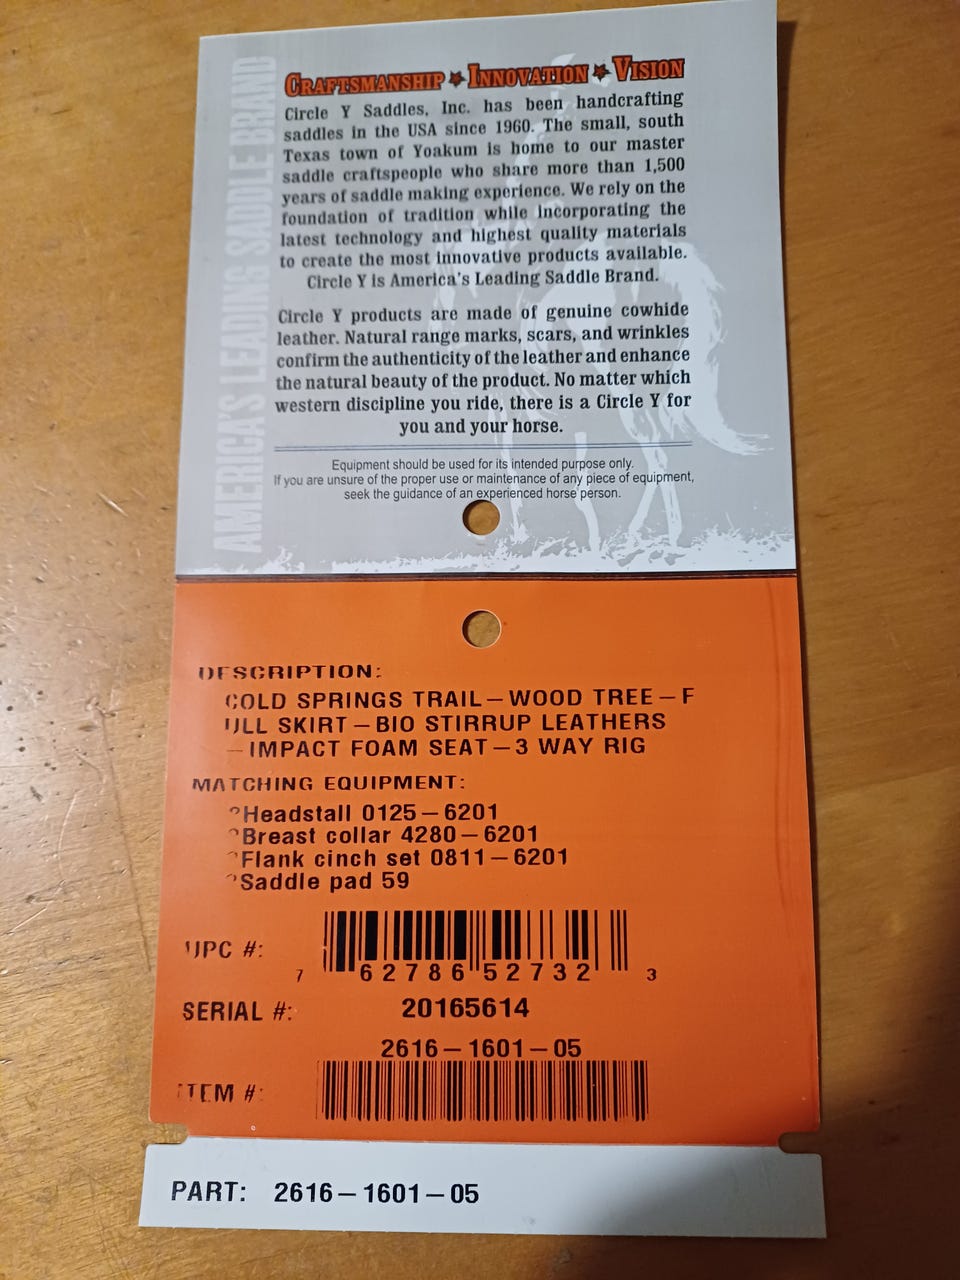 AMERICA'S LEADING SADDLE BRAND
CRAFTSMANSHIP ★ INNOVATION ★ VISION
Circle Y Saddles, Inc. has been handcrafting
saddles in the USA since 1960. The small, south
Texas town of Yoakum is home to our master
saddle craftspeople who share more than 1,500
years of saddle making experience. We rely on the
foundation of tradition while incorporating the
latest technology and highest quality materials
to create the most innovative products available.
Circle Y is America's Leading Saddle Brand.
Circle Y products are made of genuine cowhide
leather. Natural range marks, scars, and wrinkles
confirm the authenticity of the leather and enhance
the natural beauty of the product. No matter which
western discipline you ride, there is a Circle Y for
you and your horse.
Equipment should be used for its intended purpose only.
If you are unsure of the proper use or maintenance of any piece of equipment,
seek the guidance of an experienced horse person.
DESCRIPTION:
COLD SPRINGS TRAIL—WOOD TREE—F
ULL SKIRT—BIO STIRRUP LEATHERS
—IMPACT FOAM SEAT—3 WAY RIG
MATCHING EQUIPMENT:
?Headstall 0125—6201
?Breast collar 4280—6201
?Flank cinch set 0811—6201
?Saddle pad 59
UPC #:
7 62786 52732 3
SERIAL #: 20165614
2616—1601—05
ITEM #:
PART: 2616—1601—05